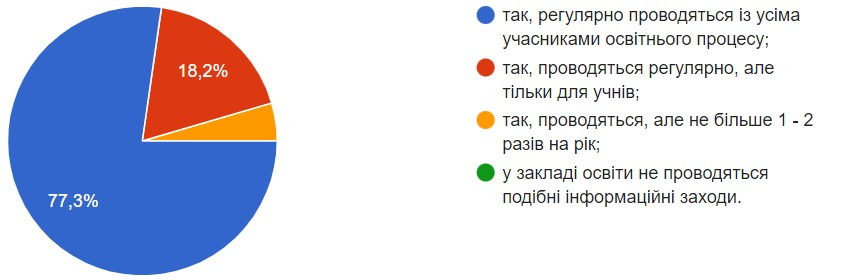 так, регулярно проводяться із усіма
учасниками освітнього процесу;
18,2%
так, проводяться регулярно, але
тільки для учнів;
так, проводяться, але не більше 1 - 2
разів на рік;
у закладі освіти не проводяться
подібні інформаційні заходи.
77,3%